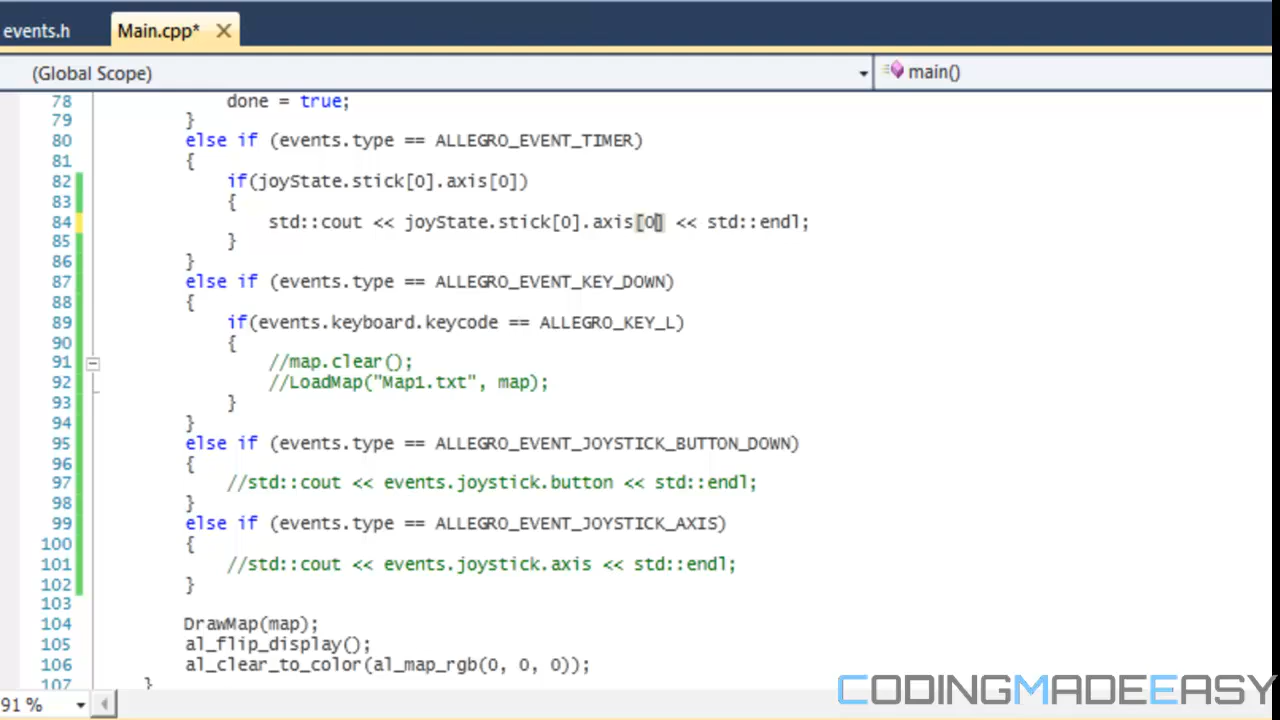 events.h Main.cpp*
(Global Scope) main()
78 done = true;
79 }
80 else if (events.type == ALLEGRO_EVENT_TIMER)
81 {
82 if(joyState.stick[0].axis[0])
83 {
84 std::cout << joyState.stick[0].axis[0] << std::endl;
85 }
86 }
87 else if (events.type == ALLEGRO_EVENT_KEY_DOWN)
88 {
89 if(events.keyboard.keycode == ALLEGRO_KEY_L)
90 {
91 //map.clear();
92 //LoadMap("Map1.txt", map);
93 }
94 }
95 else if (events.type == ALLEGRO_EVENT_JOYSTICK_BUTTON_DOWN)
96 {
97 //std::cout << events.joystick.button << std::endl;
98 }
99 else if (events.type == ALLEGRO_EVENT_JOYSTICK_AXIS)
100 {
101 //std::cout << events.joystick.axis << std::endl;
102 }
103
104 DrawMap(map);
105 al_flip_display();
106 al_clear_to_color(al_map_rgb(0, 0, 0));
107 }
91 %
CODINGMADEEASY